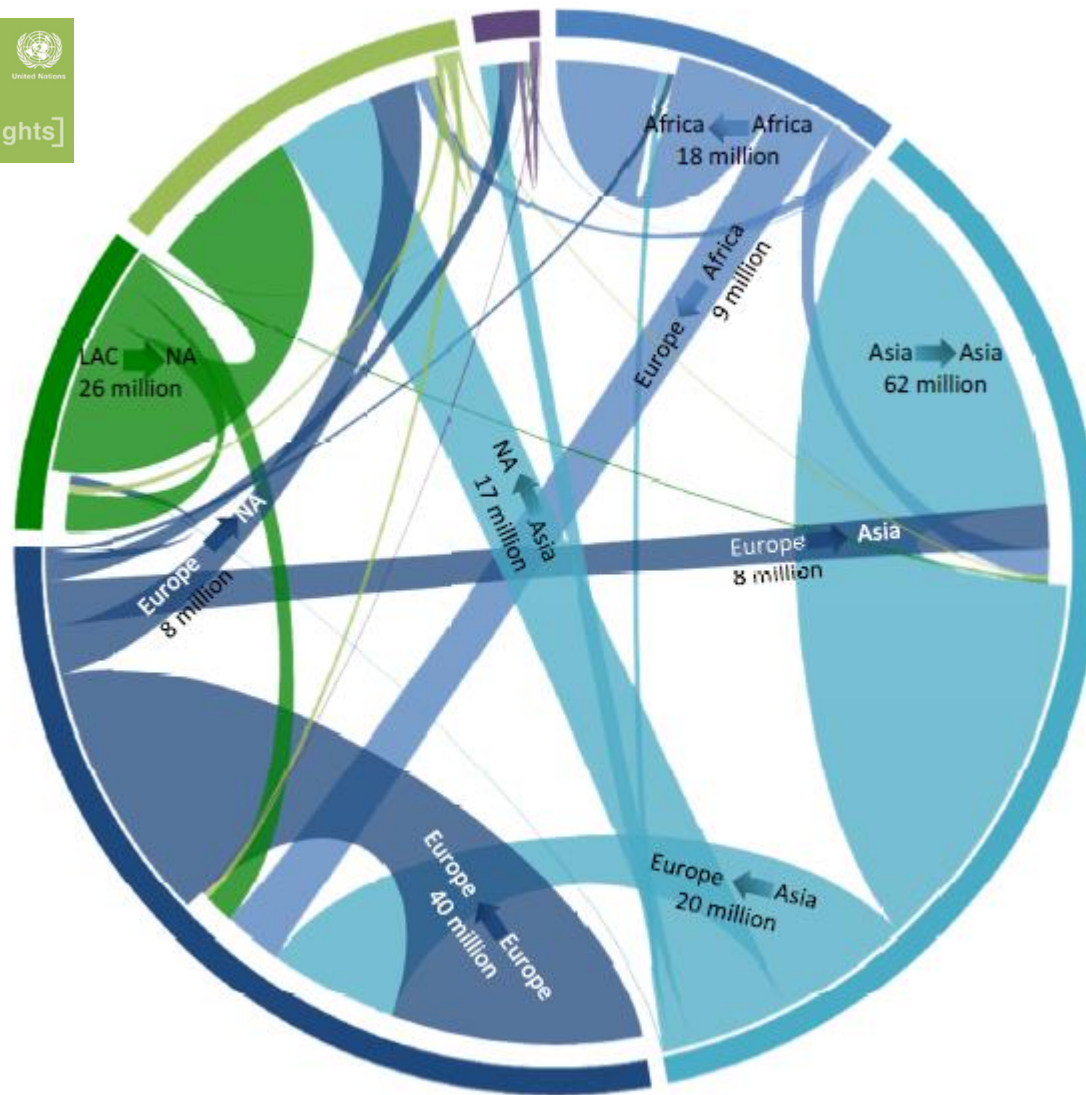 United Nations
ghts]
Africa Africa
18 million
Africa
Europe
9 million
LAC NA
26 million
Asia Asia
62 million
NA
Asia
17 million
Europe
NA
8 million
Europe Asia
8 million
Europe Asia
20 million
Europe
Europe
40 million